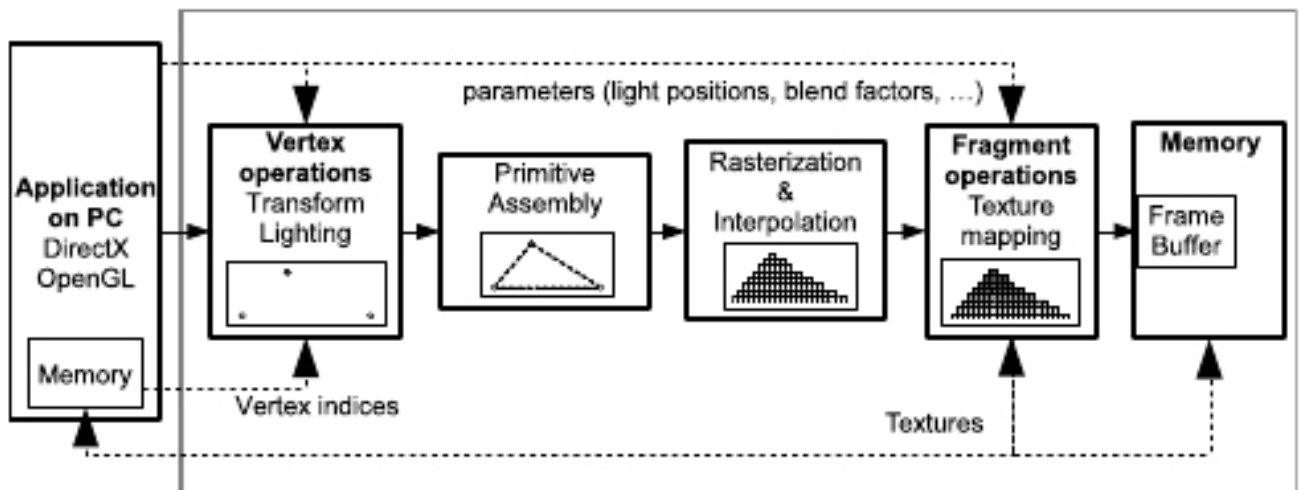 parameters (light positions, blend factors, ...)
Application
on PC
DirectX
OpenGL
Memory
Vertex
operations
Transform
Lighting
Vertex indices
Primitive
Assembly
Rasterization
&
Interpolation
Fragment
operations
Texture
mapping
Textures
Memory
Frame
Buffer